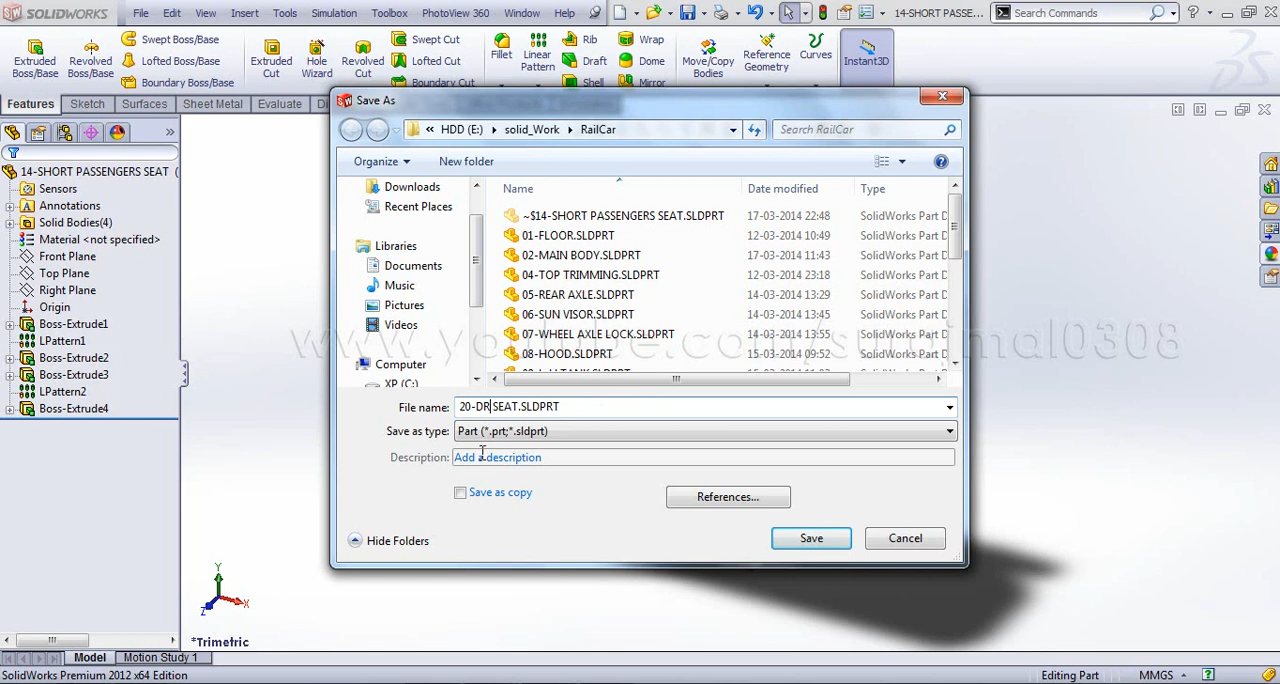 SOLIDWORKS File Edit View Insert Tools Simulation Toolbox PhotoView 360 Window Help 14-SHORT PASSE... Search Commands
Extruded Boss/Base
Revolved Boss/Base
Swept Boss/Base
Lofted Boss/Base
Boundary Boss/Base
Extruded Cut
Hole Wizard
Revolved Cut
Swept Cut
Lofted Cut
Boundary Cut
Fillet
Linear Pattern
Rib
Draft
Shell
Wrap
Dome
Mirror
Move/Copy Bodies
Reference Geometry
Curves
Instant3D
Features Sketch Surfaces Sheet Metal Evaluate
14-SHORT PASSENGERS SEAT (
Sensors
Annotations
Solid Bodies(4)
Material <not specified>
Front Plane
Top Plane
Right Plane
Origin
Boss-Extrude1
LPattern1
Boss-Extrude2
Boss-Extrude3
LPattern2
Boss-Extrude4
Save As
« HDD (E:) solid_Work RailCar
Search RailCar
Organize New folder
Downloads
Recent Places
Libraries
Documents
Music
Pictures
Videos
Computer
XP (C:)
Name Date modified Type
~$14-SHORT PASSENGERS SEAT.SLDPRT 17-03-2014 22:48 SolidWorks Part D
01-FLOOR.SLDPRT 12-03-2014 10:49 SolidWorks Part D
02-MAIN BODY.SLDPRT 17-03-2014 11:43 SolidWorks Part D
04-TOP TRIMMING.SLDPRT 12-03-2014 23:18 SolidWorks Part D
05-REAR AXLE.SLDPRT 14-03-2014 13:29 SolidWorks Part D
06-SUN VISOR.SLDPRT 14-03-2014 13:45 SolidWorks Part D
07-WHEEL AXLE LOCK.SLDPRT 14-03-2014 13:55 SolidWorks Part D
08-HOOD.SLDPRT 15-03-2014 09:52 SolidWorks Part D
File name: 20-DR SEAT.SLDPRT
Save as type: Part (*.prt;*.sldprt)
Description: Add a description
Save as copy
References...
Hide Folders
Save Cancel
Y
X
Z
*Trimetric
Model Motion Study 1
SolidWorks Premium 2012 x64 Edition Editing Part MMGS